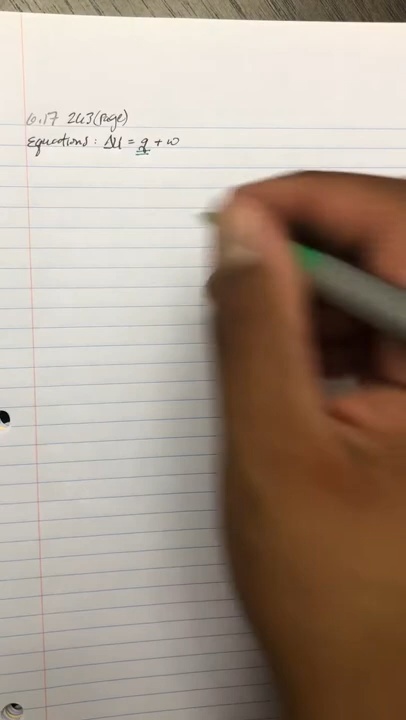 6.17 243(page)
Equations: ΔU = q + w